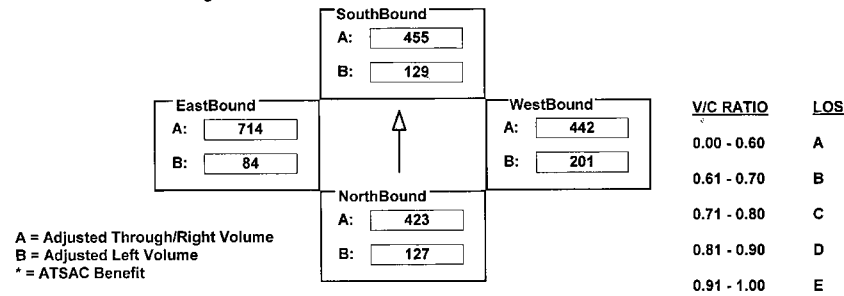 SouthBound
A: 455
B: 129
EastBound
A: 714
B: 84
WestBound
A: 442
B: 201
NorthBound
A: 423
B: 127
A = Adjusted Through/Right Volume
B = Adjusted Left Volume
* = ATSAC Benefit
V/C RATIO LOS
0.00 - 0.60 A
0.61 - 0.70 B
0.71 - 0.80 C
0.81 - 0.90 D
0.91 - 1.00 E